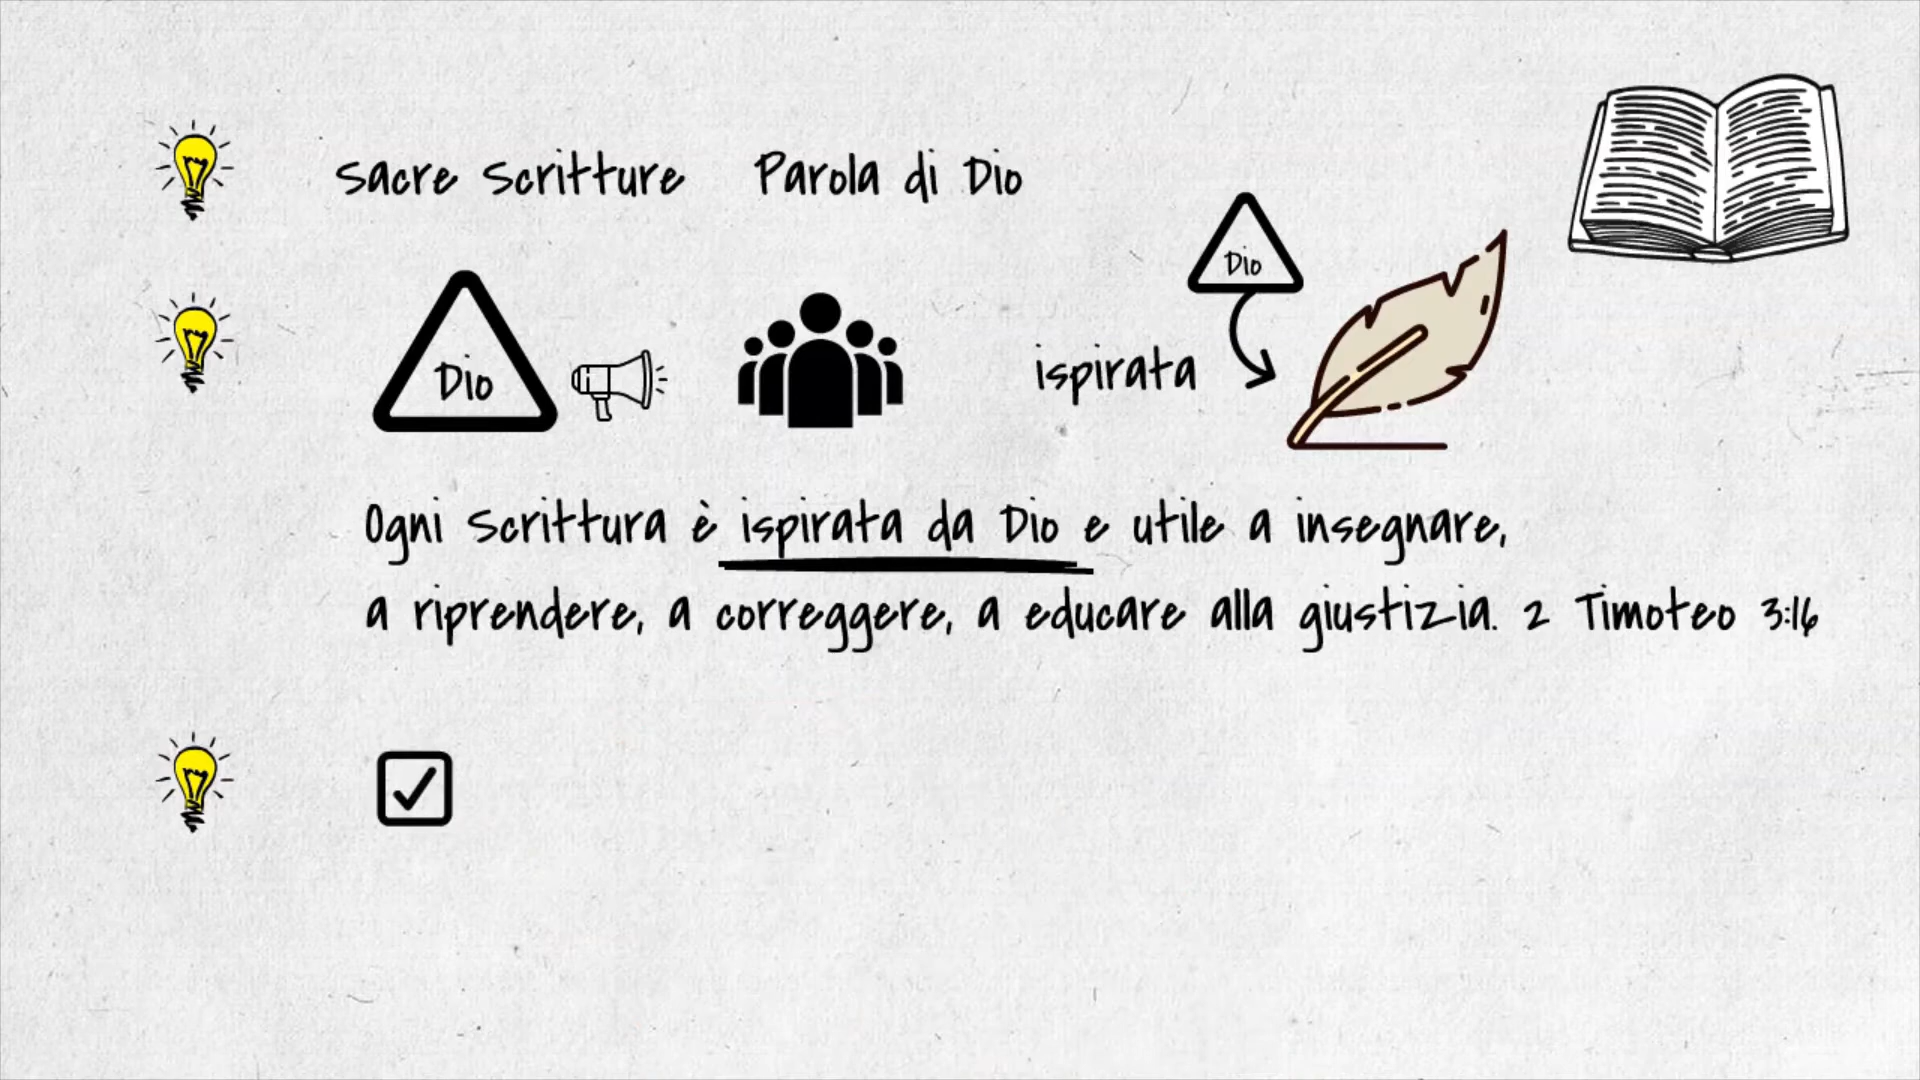 Sacre Scritture Parola di Dio
Dio
Dio
ispirata
Ogni Scrittura è ispirata da Dio e utile a insegnare,
a riprendere, a correggere, a educare alla giustizia. 2 Timoteo 3:16